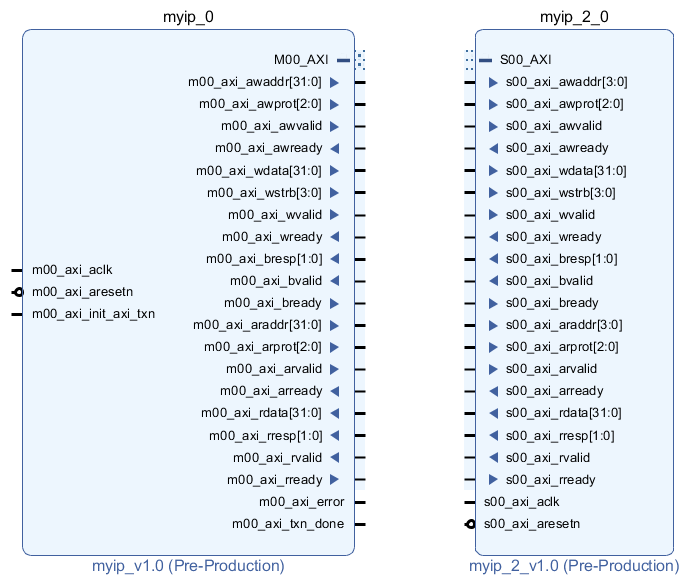 myip_0
M00_AXI
m00_axi_awaddr[31:0]
m00_axi_awprot[2:0]
m00_axi_awvalid
m00_axi_awready
m00_axi_wdata[31:0]
m00_axi_wstrb[3:0]
m00_axi_wvalid
m00_axi_wready
m00_axi_bresp[1:0]
m00_axi_aclk
m00_axi_bvalid
m00_axi_aresetn
m00_axi_bready
m00_axi_init_axi_txn
m00_axi_araddr[31:0]
m00_axi_arprot[2:0]
m00_axi_arvalid
m00_axi_arready
m00_axi_rdata[31:0]
m00_axi_rresp[1:0]
m00_axi_rvalid
m00_axi_rready
m00_axi_error
m00_axi_txn_done
myip_v1.0 (Pre-Production)
myip_2_0
S00_AXI
s00_axi_awaddr[3:0]
s00_axi_awprot[2:0]
s00_axi_awvalid
s00_axi_awready
s00_axi_wdata[31:0]
s00_axi_wstrb[3:0]
s00_axi_wvalid
s00_axi_wready
s00_axi_bresp[1:0]
s00_axi_bvalid
s00_axi_bready
s00_axi_araddr[3:0]
s00_axi_arprot[2:0]
s00_axi_arvalid
s00_axi_arready
s00_axi_rdata[31:0]
s00_axi_rresp[1:0]
s00_axi_rvalid
s00_axi_rready
s00_axi_aclk
s00_axi_aresetn
myip_2_v1.0 (Pre-Production)